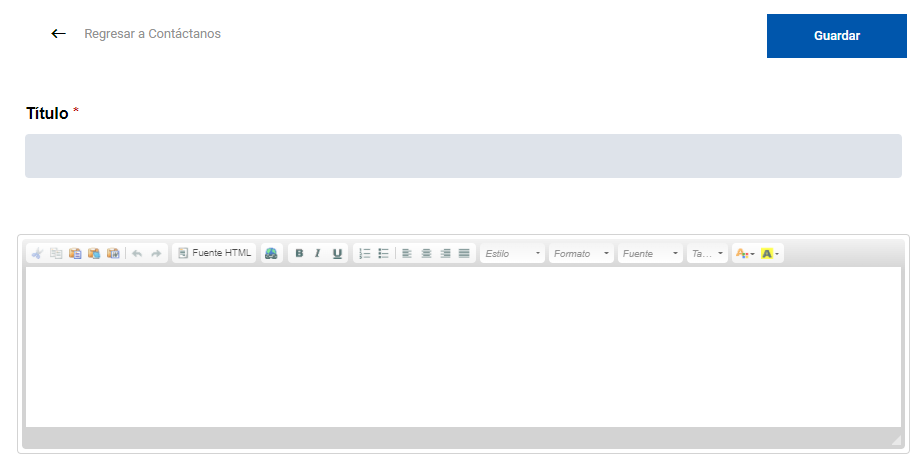 Regresar a Contáctanos
Guardar
Título *
Fuente HTML B I U Estilo Formato Fuente Ta... A A